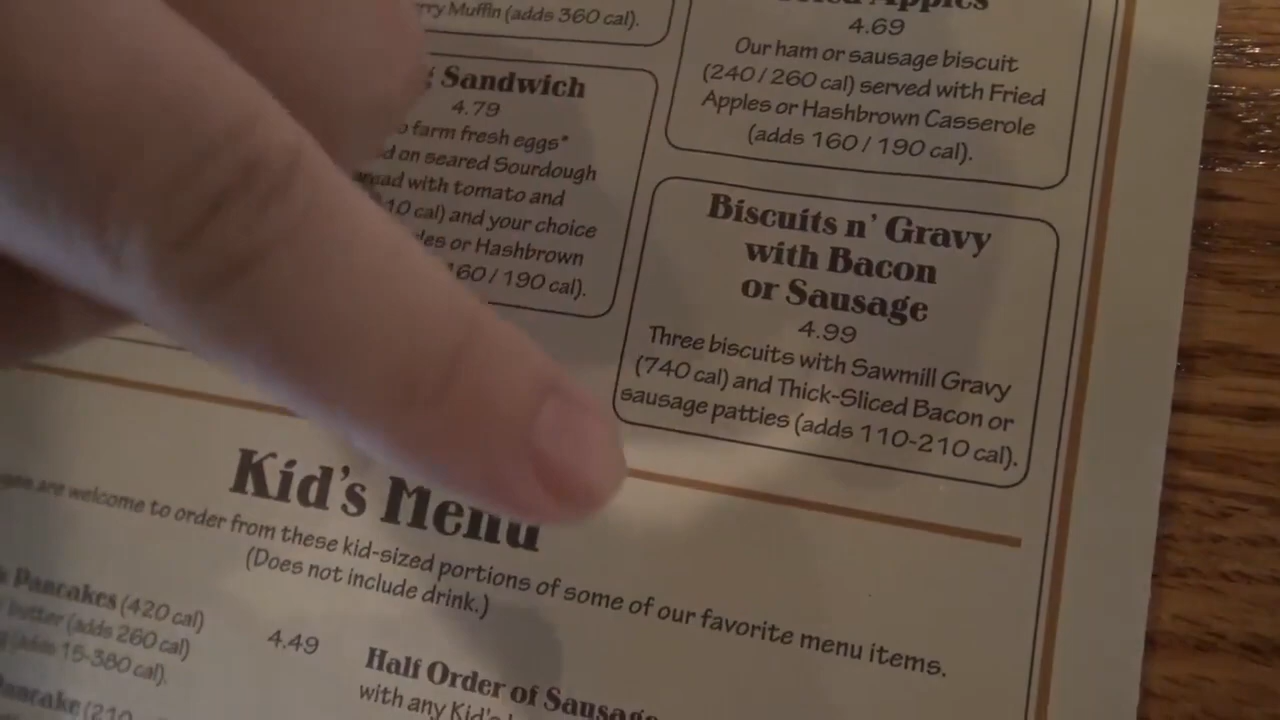 Muffin (adds 360 cal).
Sandwich
4.79
farm fresh eggs*
on seared Sourdough
with tomato and
cal) and your choice
or Hashbrown
160/190 cal).
Apples
4.69
Our ham or sausage biscuit
(240/260 cal) served with Fried
Apples or Hashbrown Casserole
(adds 160/190 cal).
Biscuits n' Gravy
with Bacon
or Sausage
4.99
Three biscuits with Sawmill Gravy
(740 cal) and Thick-Sliced Bacon or
sausage patties (adds 110-210 cal).
Kid's Menu
are welcome to order from these kid-sized portions of some of our favorite menu items.
(Does not include drink.)
Pancakes (420 cal)
butter (adds 260 cal)
(adds 15-380 cal).
4.49
Pancake (210
Half Order of Sausage
with any Kid's